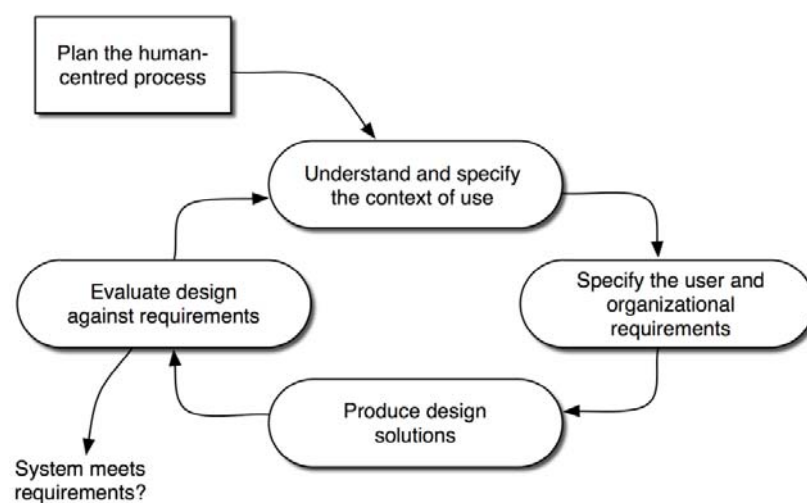 Plan the human-
centred process
Understand and specify
the context of use
Specify the user and
organizational
requirements
Produce design
solutions
Evaluate design
against requirements
System meets
requirements?